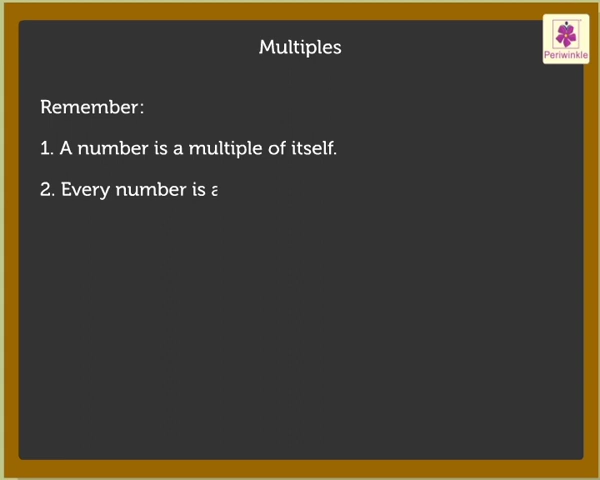 Multiples
Periwinkle
Remember:
1. A number is a multiple of itself.
2. Every number is